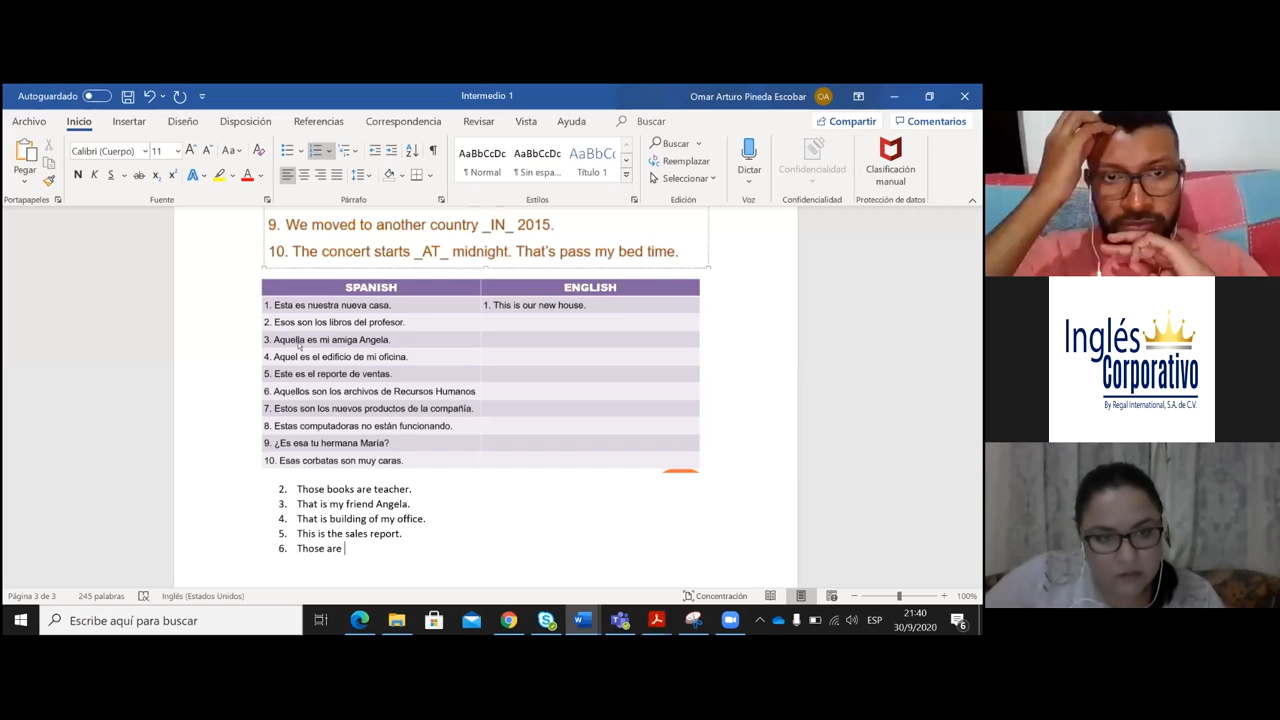 Autoguardado
Intermedio 1
Omar Arturo Pineda Escobar
OA
Archivo Inicio Insertar Diseño Disposición Referencias Correspondencia Revisar Vista Ayuda Buscar
Compartir Comentarios
Pegar
Calibri (Cuerpo) 11
N K S
AaBbCcDc AaBbCcDc AaBbCc
¶ Normal ¶ Sin espa... Título 1
Buscar
Reemplazar
Seleccionar
Dictar
Confidencialidad
Clasificación manual
Portapapeles Fuente Párrafo Estilos Voz Confidencialidad Protección de datos
9. We moved to another country _IN_ 2015.
10. The concert starts _AT_ midnight. That's pass my bed time.
SPANISH ENGLISH
1. Esta es nuestra nueva casa. 1. This is our new house.
2. Esos son los libros del profesor.
3. Aquella es mi amiga Angela.
4. Aquel es el edificio de mi oficina.
5. Este es el reporte de ventas.
6. Aquellos son los archivos de Recursos Humanos
7. Estos son los nuevos productos de la compañía.
8. Estas computadoras no están funcionando.
9. ¿Es esa tu hermana María?
10. Esas corbatas son muy caras.
2. Those books are teacher.
3. That is my friend Angela.
4. That is building of my office.
5. This is the sales report.
6. Those are
Página 3 de 3 245 palabras Inglés (Estados Unidos) Concentración 100%
Escribe aquí para buscar
ESP
21:40
30/9/2020
6
Inglés
Corporativo
By Regal International, S.A. de C.V.